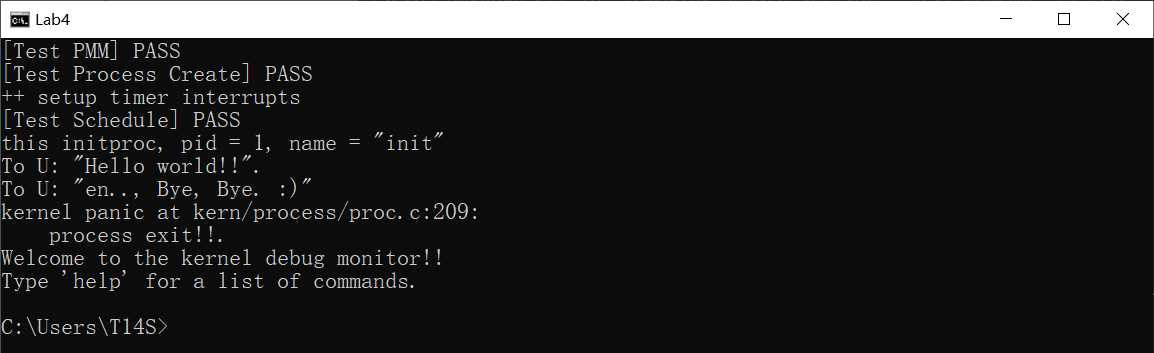 Lab4
[Test PMM] PASS
[Test Process Create] PASS
++ setup timer interrupts
[Test Schedule] PASS
this initproc, pid = 1, name = "init"
To U: "Hello world!!".
To U: "en.., Bye, Bye. :)"
kernel panic at kern/process/proc.c:209:
    process exit!!.
Welcome to the kernel debug monitor!!
Type 'help' for a list of commands.
C:\Users\T14S>